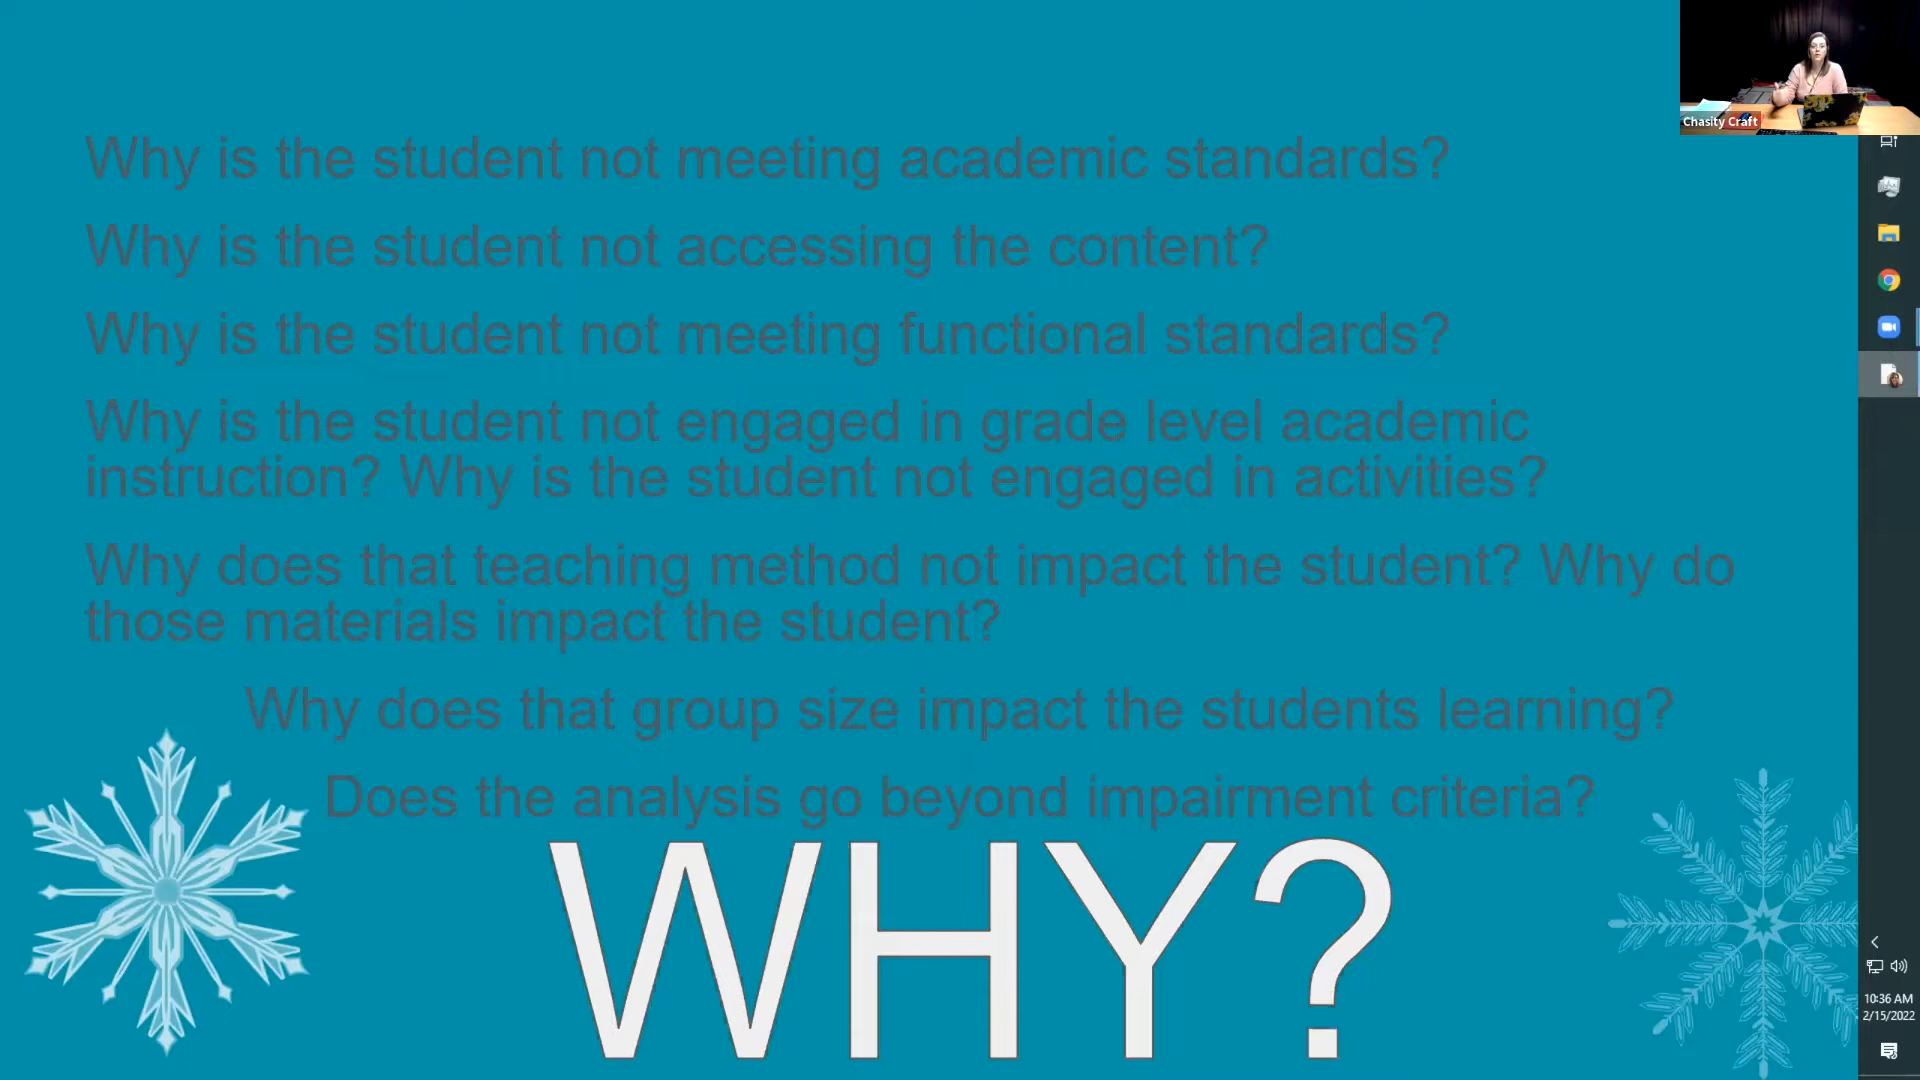 Chasity Craft
Why is the student not meeting academic standards?
Why is the student not accessing the content?
Why is the student not meeting functional standards?
Why is the student not engaged in grade level academic
instruction? Why is the student not engaged in activities?
Why does that teaching method not impact the student? Why do
those materials impact the student?
Why does that group size impact the students learning?
Does the analysis go beyond impairment criteria?
WHY?
10:36 AM
2/15/2022